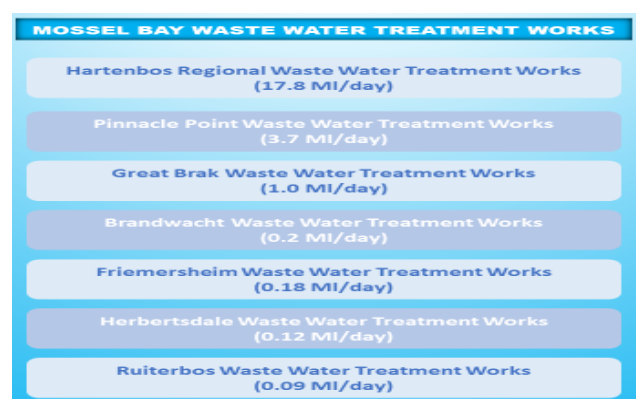 MOSSEL BAY WASTE WATER TREATMENT WORKS
Hartenbos Regional Waste Water Treatment Works
(17.8 Ml/day)
Pinnacle Point Waste Water Treatment Works
(3.7 Ml/day)
Great Brak Waste Water Treatment Works
(1.0 Ml/day)
Brandwacht Waste Water Treatment Works
(0.2 Ml/day)
Friemersheim Waste Water Treatment Works
(0.18 Ml/day)
Herbertsdale Waste Water Treatment Works
(0.12 Ml/day)
Ruiterbos Waste Water Treatment Works
(0.09 Ml/day)